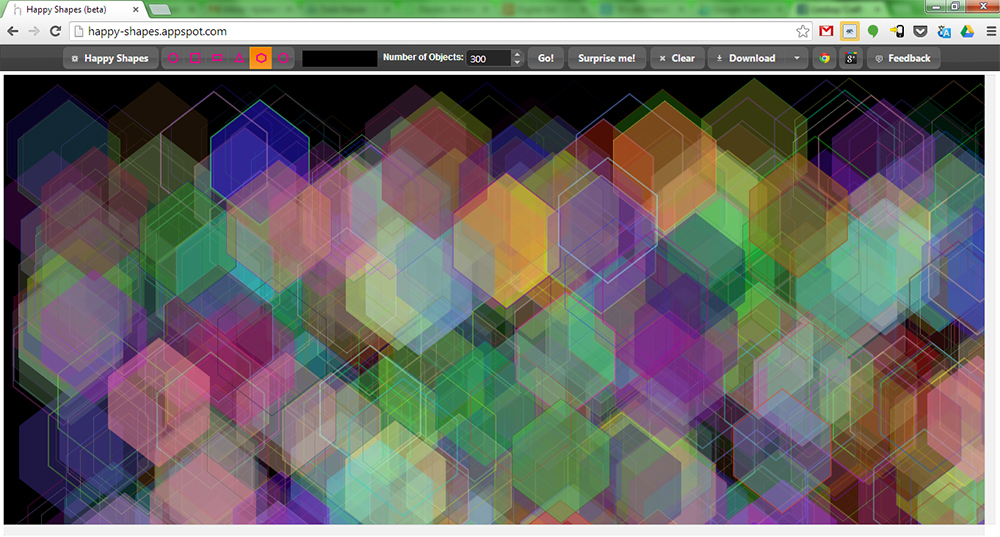 Happy Shapes (beta)
happy-shapes.appspot.com
Happy Shapes Number of Objects: 300 Go! Surprise me! Clear Download Feedback